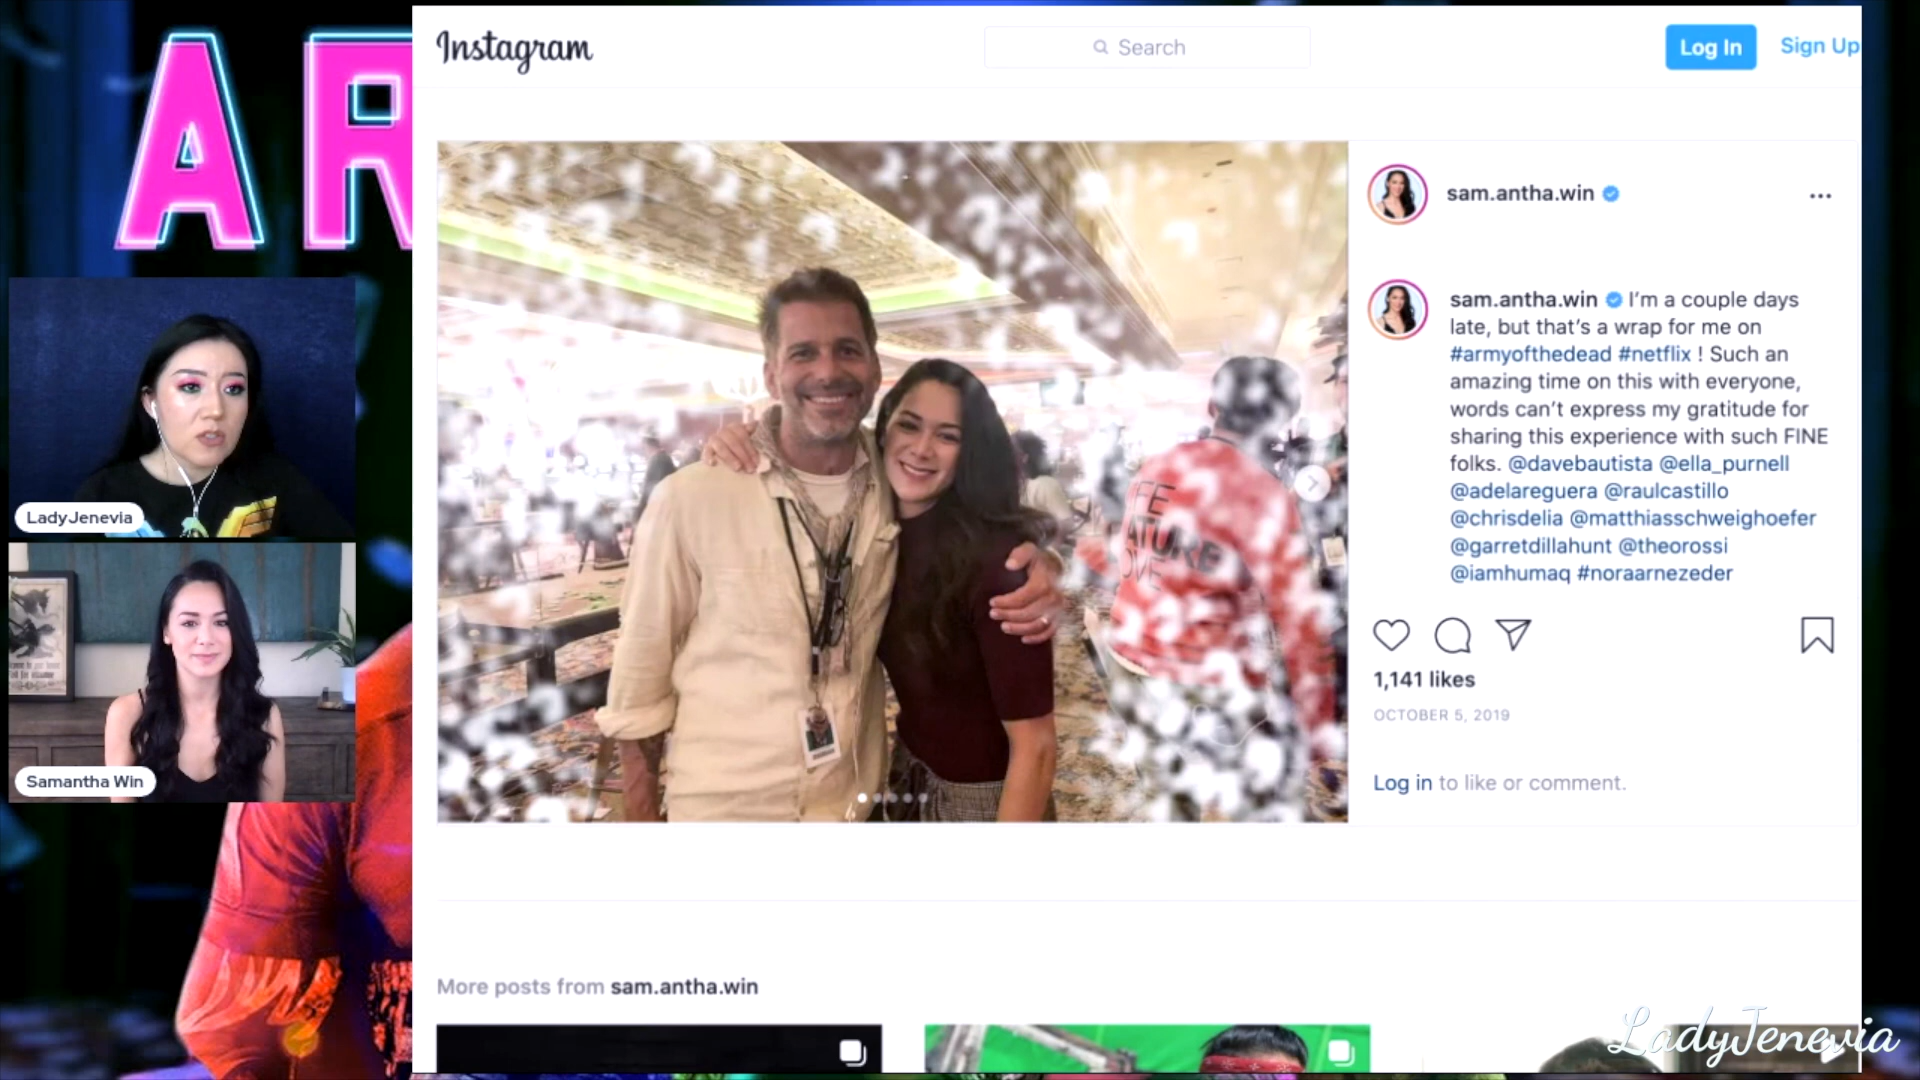 AR
Instagram
Search
Log In
Sign Up
sam.antha.win
...
sam.antha.win I'm a couple days
late, but that's a wrap for me on
#armyofthedead #netflix ! Such an
amazing time on this with everyone,
words can't express my gratitude for
sharing this experience with such FINE
folks. @davebautista @ella_purnell
@adelareguera @raulcastillo
@chrisdelia @matthiasschweighoefer
@garretdillahunt @theorossi
@iamhumaq #noraarnezeder
1,141 likes
OCTOBER 5, 2019
Log in to like or comment.
LadyJenevia
Samantha Win
More posts from sam.antha.win
LadyJenevia